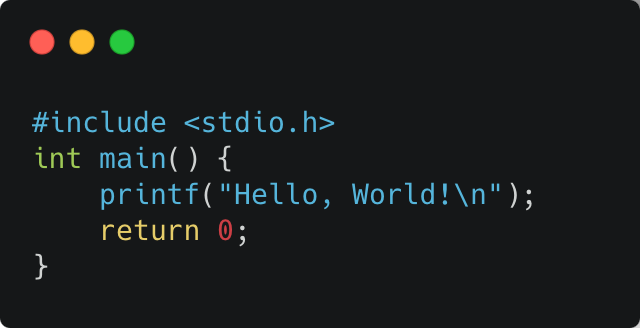 #include <stdio.h>
int main() {
    printf("Hello, World!\n");
    return 0;
}